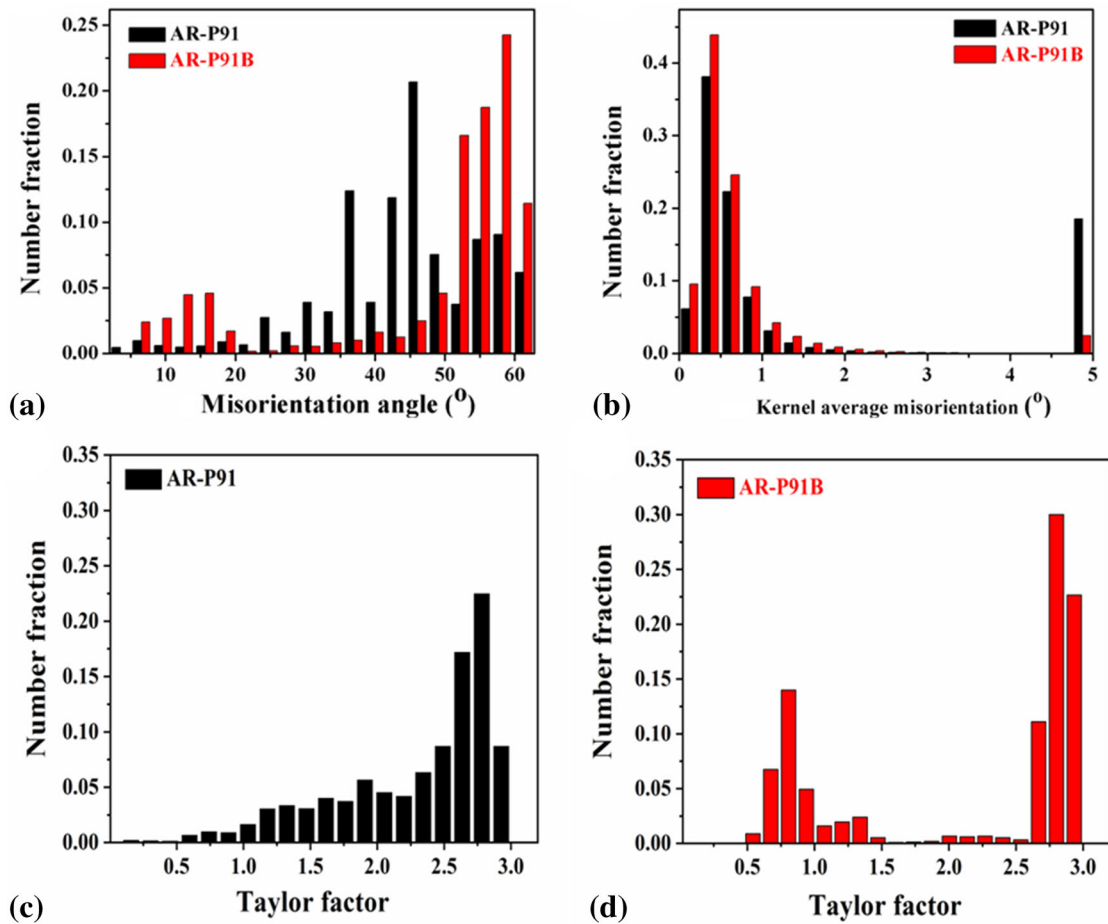 AR-P91
AR-P91B
Number fraction
0.25
0.20
0.15
0.10
0.05
0.00
10 20 30 40 50 60
Misorientation angle (o)
(a)
AR-P91
AR-P91B
Number fraction
0.4
0.3
0.2
0.1
0.0
0 1 2 3 4 5
Kernel average misorientation (o)
(b)
AR-P91
Number fraction
0.35
0.30
0.25
0.20
0.15
0.10
0.05
0.00
0.5 1.0 1.5 2.0 2.5 3.0
Taylor factor
(c)
AR-P91B
Number fraction
0.35
0.30
0.25
0.20
0.15
0.10
0.05
0.00
0.5 1.0 1.5 2.0 2.5 3.0
Taylor factor
(d)